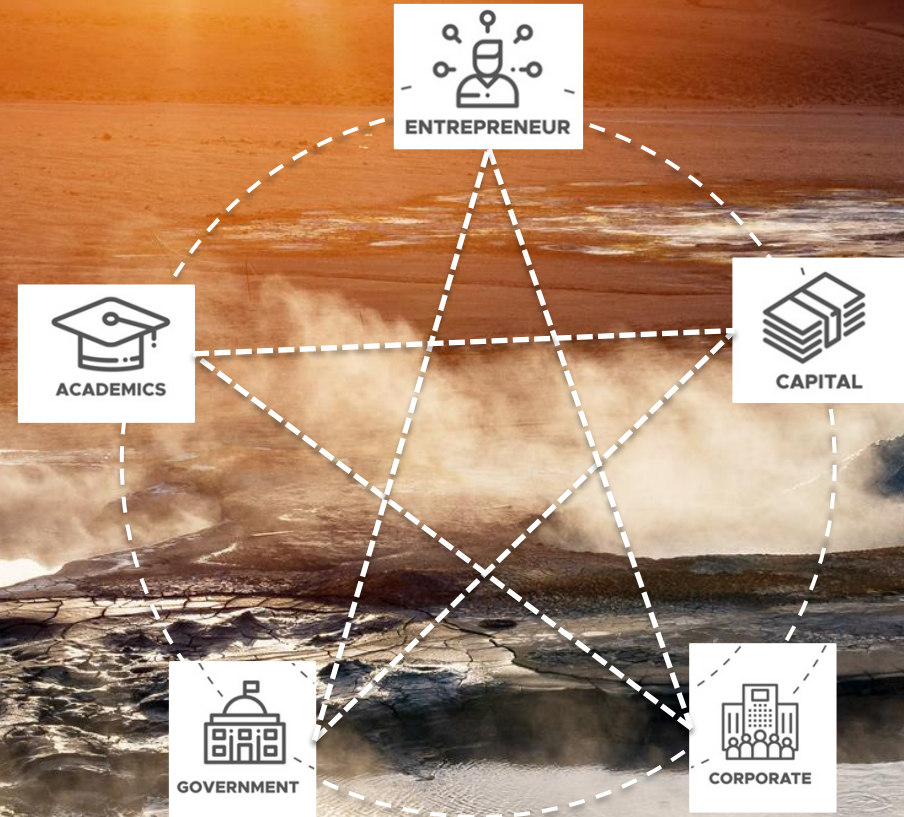 ENTREPRENEUR
ACADEMICS
CAPITAL
GOVERNMENT
CORPORATE